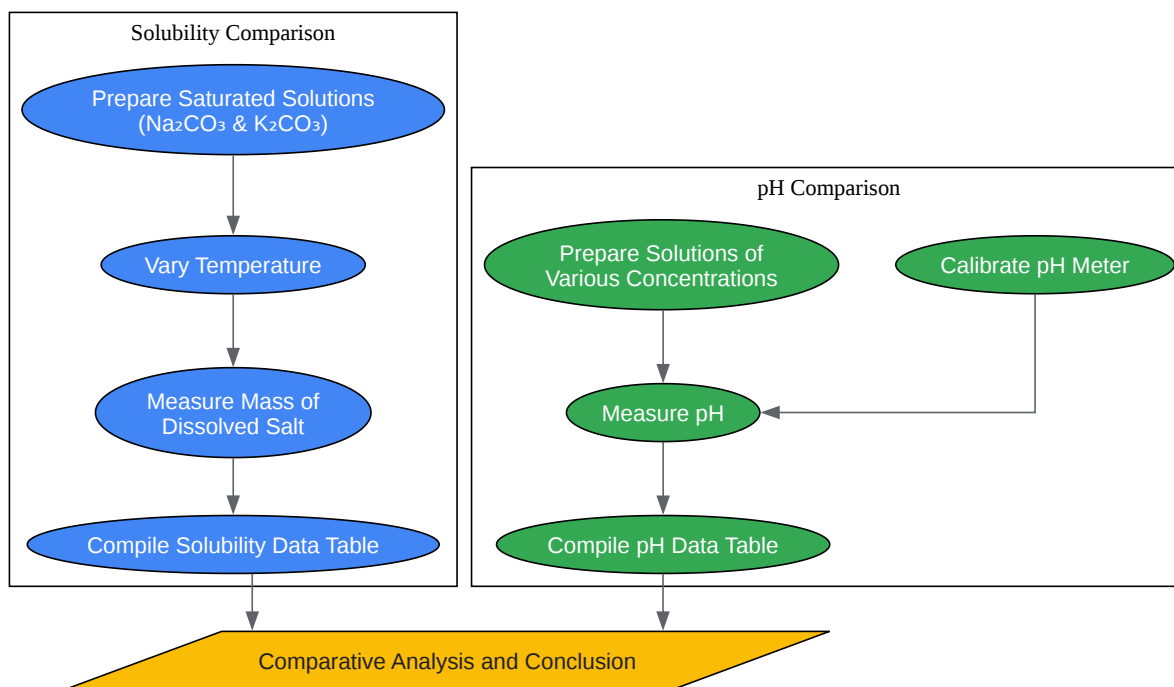 Solubility Comparison
Prepare Saturated Solutions
(Na₂CO₃ & K₂CO₃)
Vary Temperature
Measure Mass of
Dissolved Salt
Compile Solubility Data Table
pH Comparison
Prepare Solutions of
Various Concentrations
Calibrate pH Meter
Measure pH
Compile pH Data Table
Comparative Analysis and Conclusion